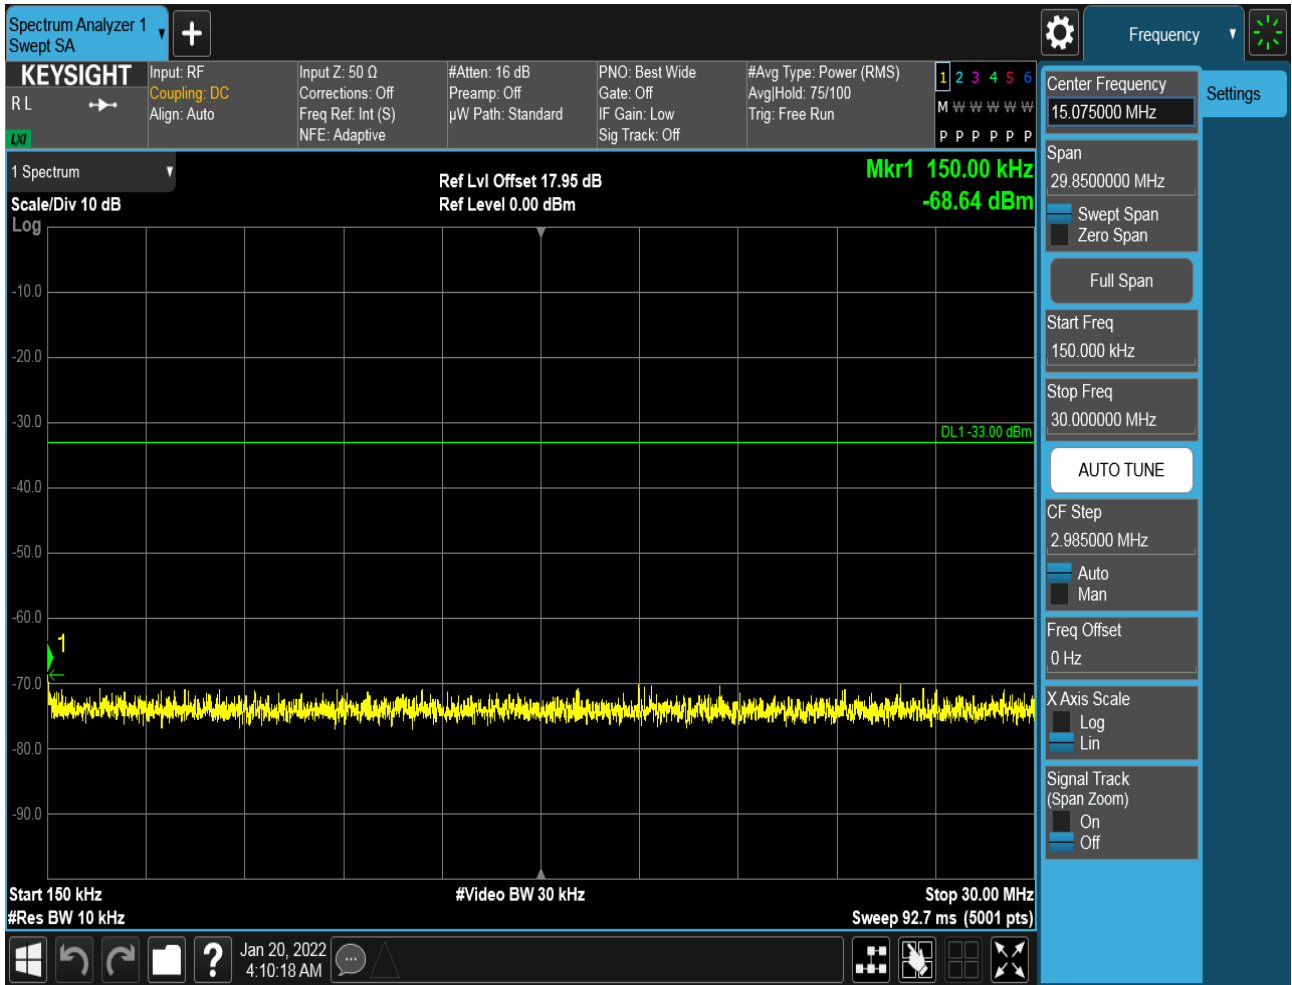 Spectrum Analyzer 1
Swept SA
Frequency
KEYSIGHT
R L
LXI
Input: RF
Coupling: DC
Align: Auto
Input Z: 50 Ω
Corrections: Off
Freq Ref: Int (S)
NFE: Adaptive
#Atten: 16 dB
Preamp: Off
µW Path: Standard
PNO: Best Wide
Gate: Off
IF Gain: Low
Sig Track: Off
#Avg Type: Power (RMS)
Avg|Hold: 75/100
Trig: Free Run
1 2 3 4 5 6
M W W W W W
P P P P P P
1 Spectrum
Scale/Div 10 dB
Log
Ref Lvl Offset 17.95 dB
Ref Level 0.00 dBm
Mkr1 150.00 kHz
-68.64 dBm
-10.0
-20.0
-30.0
DL1 -33.00 dBm
-40.0
-50.0
-60.0
1
-70.0
-80.0
-90.0
Start 150 kHz
#Video BW 30 kHz
Stop 30.00 MHz
#Res BW 10 kHz
Sweep 92.7 ms (5001 pts)
Center Frequency
15.075000 MHz
Settings
Span
29.8500000 MHz
Swept Span
Zero Span
Full Span
Start Freq
150.000 kHz
Stop Freq
30.000000 MHz
AUTO TUNE
CF Step
2.985000 MHz
Auto
Man
Freq Offset
0 Hz
X Axis Scale
Log
Lin
Signal Track
(Span Zoom)
On
Off
?
Jan 20, 2022
4:10:18 AM